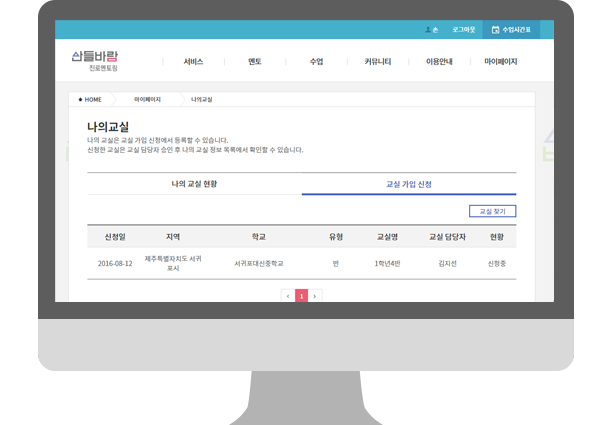 손 로그아웃 수업시간표
산들바람
진로멘토링
서비스 멘토 수업 커뮤니티 이용안내 마이페이지
HOME 마이페이지 나의교실
나의교실
나의 교실은 교실 가입 신청에서 등록할 수 있습니다.
신청한 교실은 교실 담당자 승인 후 나의 교실 정보 목록에서 확인할 수 있습니다.
나의 교실 현황 교실 가입 신청
교실 찾기
신청일 지역 학교 유형 교실명 교실 담당자 현황
2016-08-12 제주특별자치도 서귀포시 서귀포대신중학교 반 1학년4반 김지선 신청중
‹ 1 ›